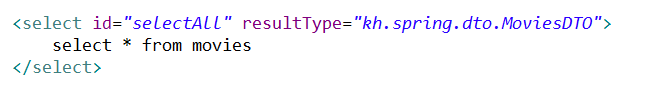 <select id="selectAll" resultType="kh.spring.dto.MoviesDTO">
    select * from movies
</select>